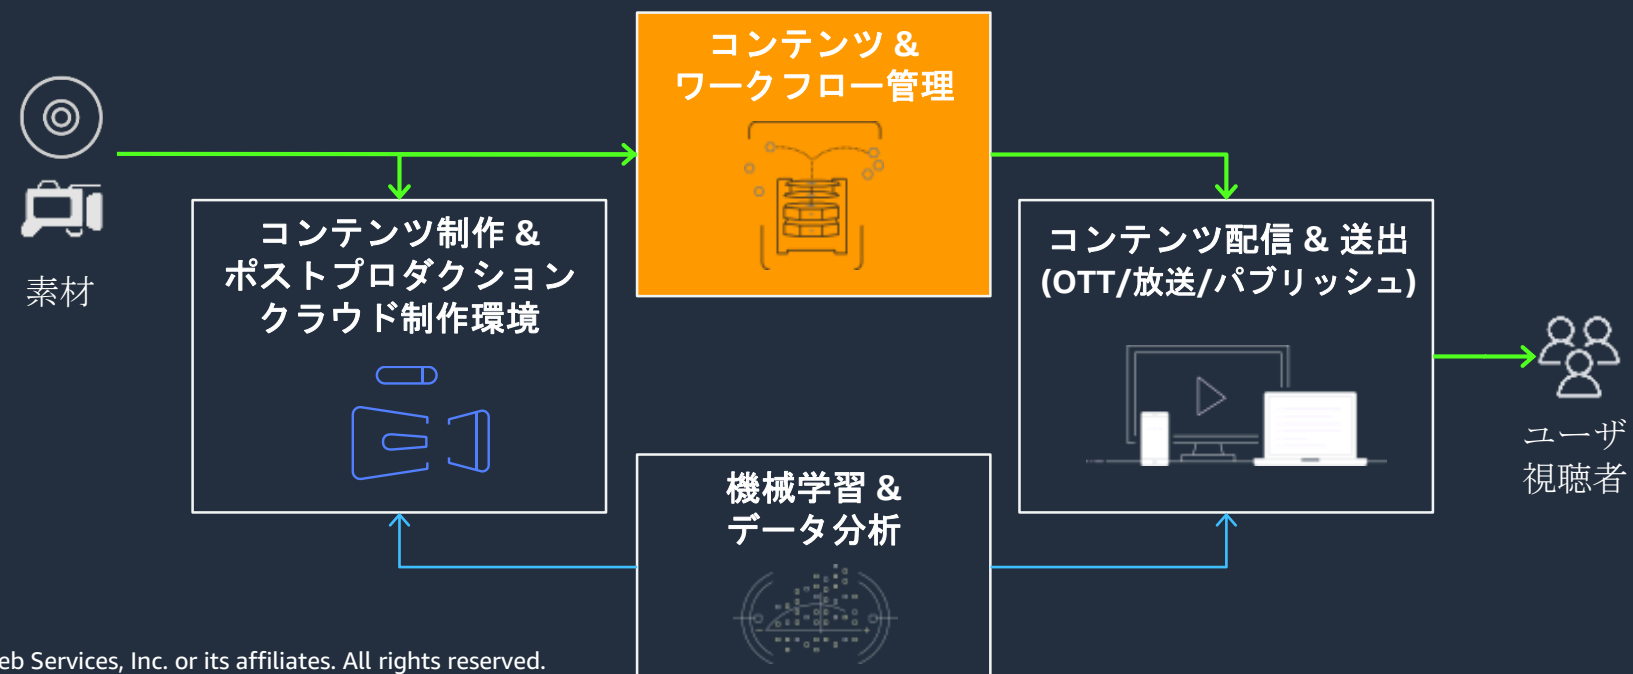 コンテンツ &
ワークフロー管理
素材
コンテンツ制作 &
ポストプロダクション
クラウド制作環境
コンテンツ配信 & 送出
(OTT/放送/パブリッシュ)
ユーザ
視聴者
機械学習 &
データ分析
eb Services, Inc. or its affiliates. All rights reserved.